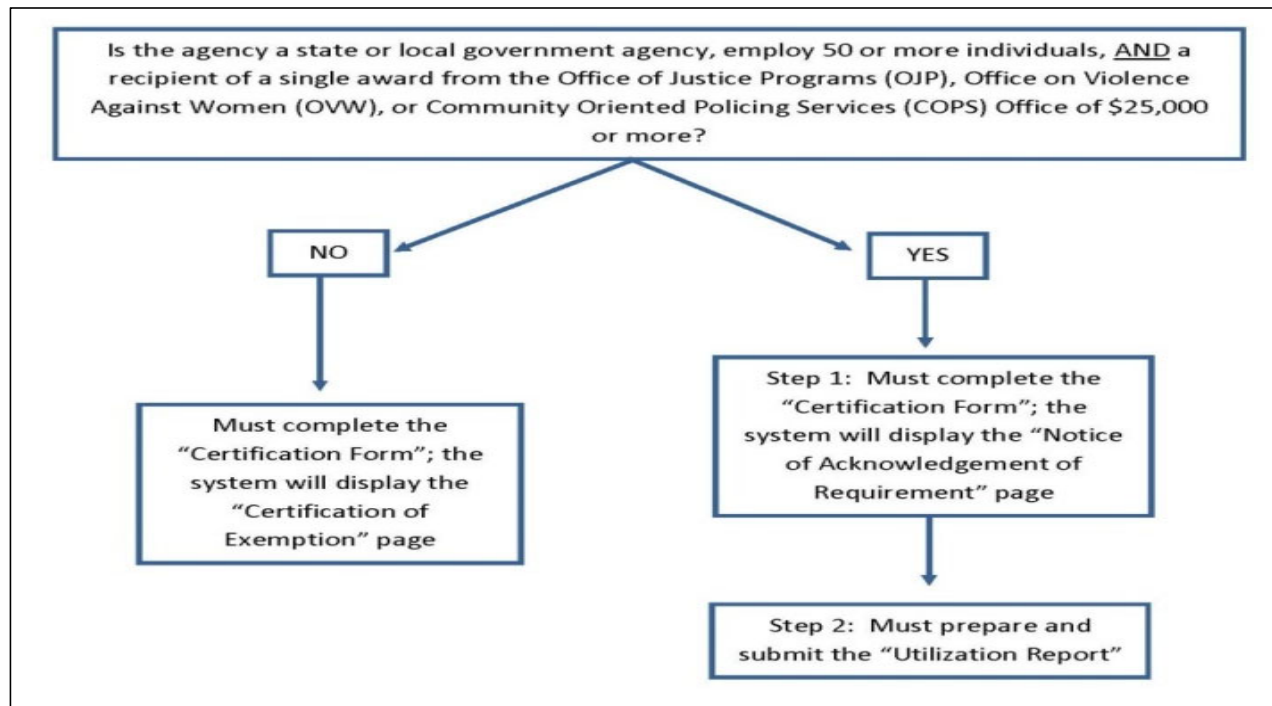 Is the agency a state or local government agency, employ 50 or more individuals, AND a
recipient of a single award from the Office of Justice Programs (OJP), Office on Violence
Against Women (OVW), or Community Oriented Policing Services (COPS) Office of $25,000
or more?
NO
YES
Must complete the
“Certification Form”; the
system will display the
“Certification of
Exemption” page
Step 1:  Must complete the
“Certification Form”; the
system will display the “Notice
of Acknowledgement of
Requirement” page
Step 2:  Must prepare and
submit the “Utilization Report”